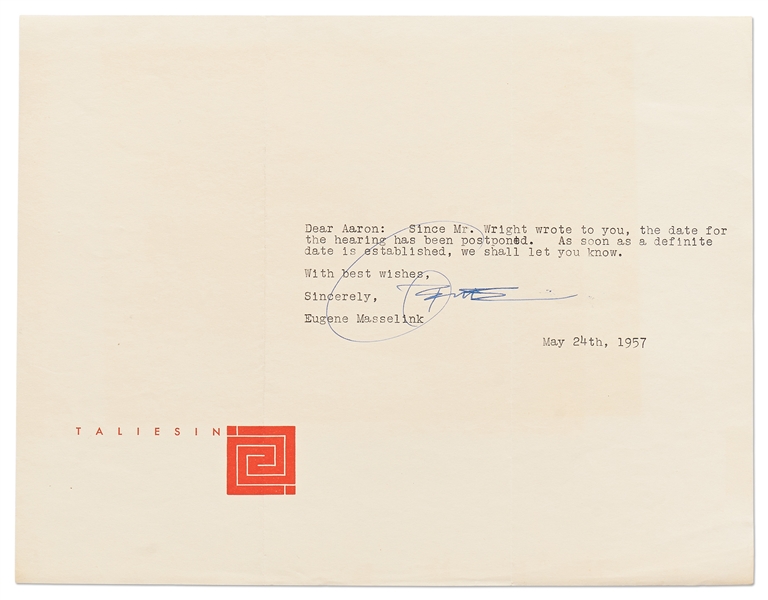 Dear Aaron: Since Mr. Wright wrote to you, the date for
the hearing has been postponed. As soon as a definite
date is established, we shall let you know.
With best wishes,
Sincerely,
Eugene Masselink
May 24th, 1957
TALIESIN